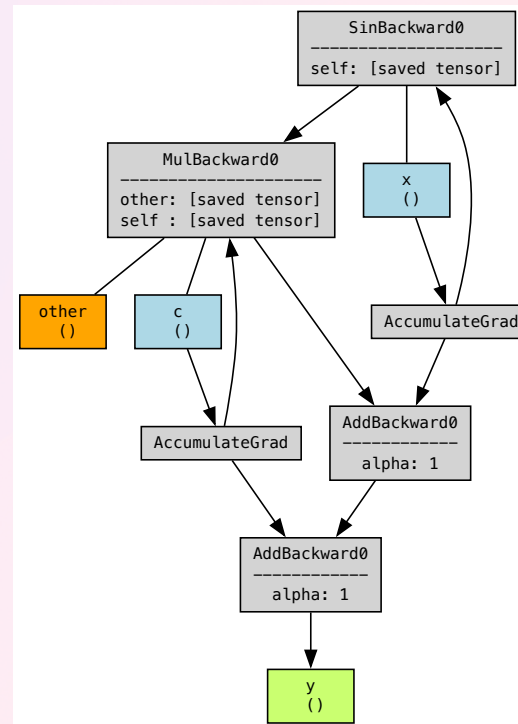 SinBackward0
---------------------
self: [saved tensor]
MulBackward0
---------------------
other: [saved tensor]
self : [saved tensor]
x
()
other
()
c
()
AccumulateGrad
AddBackward0
------------
alpha: 1
AccumulateGrad
AddBackward0
------------
alpha: 1
y
()